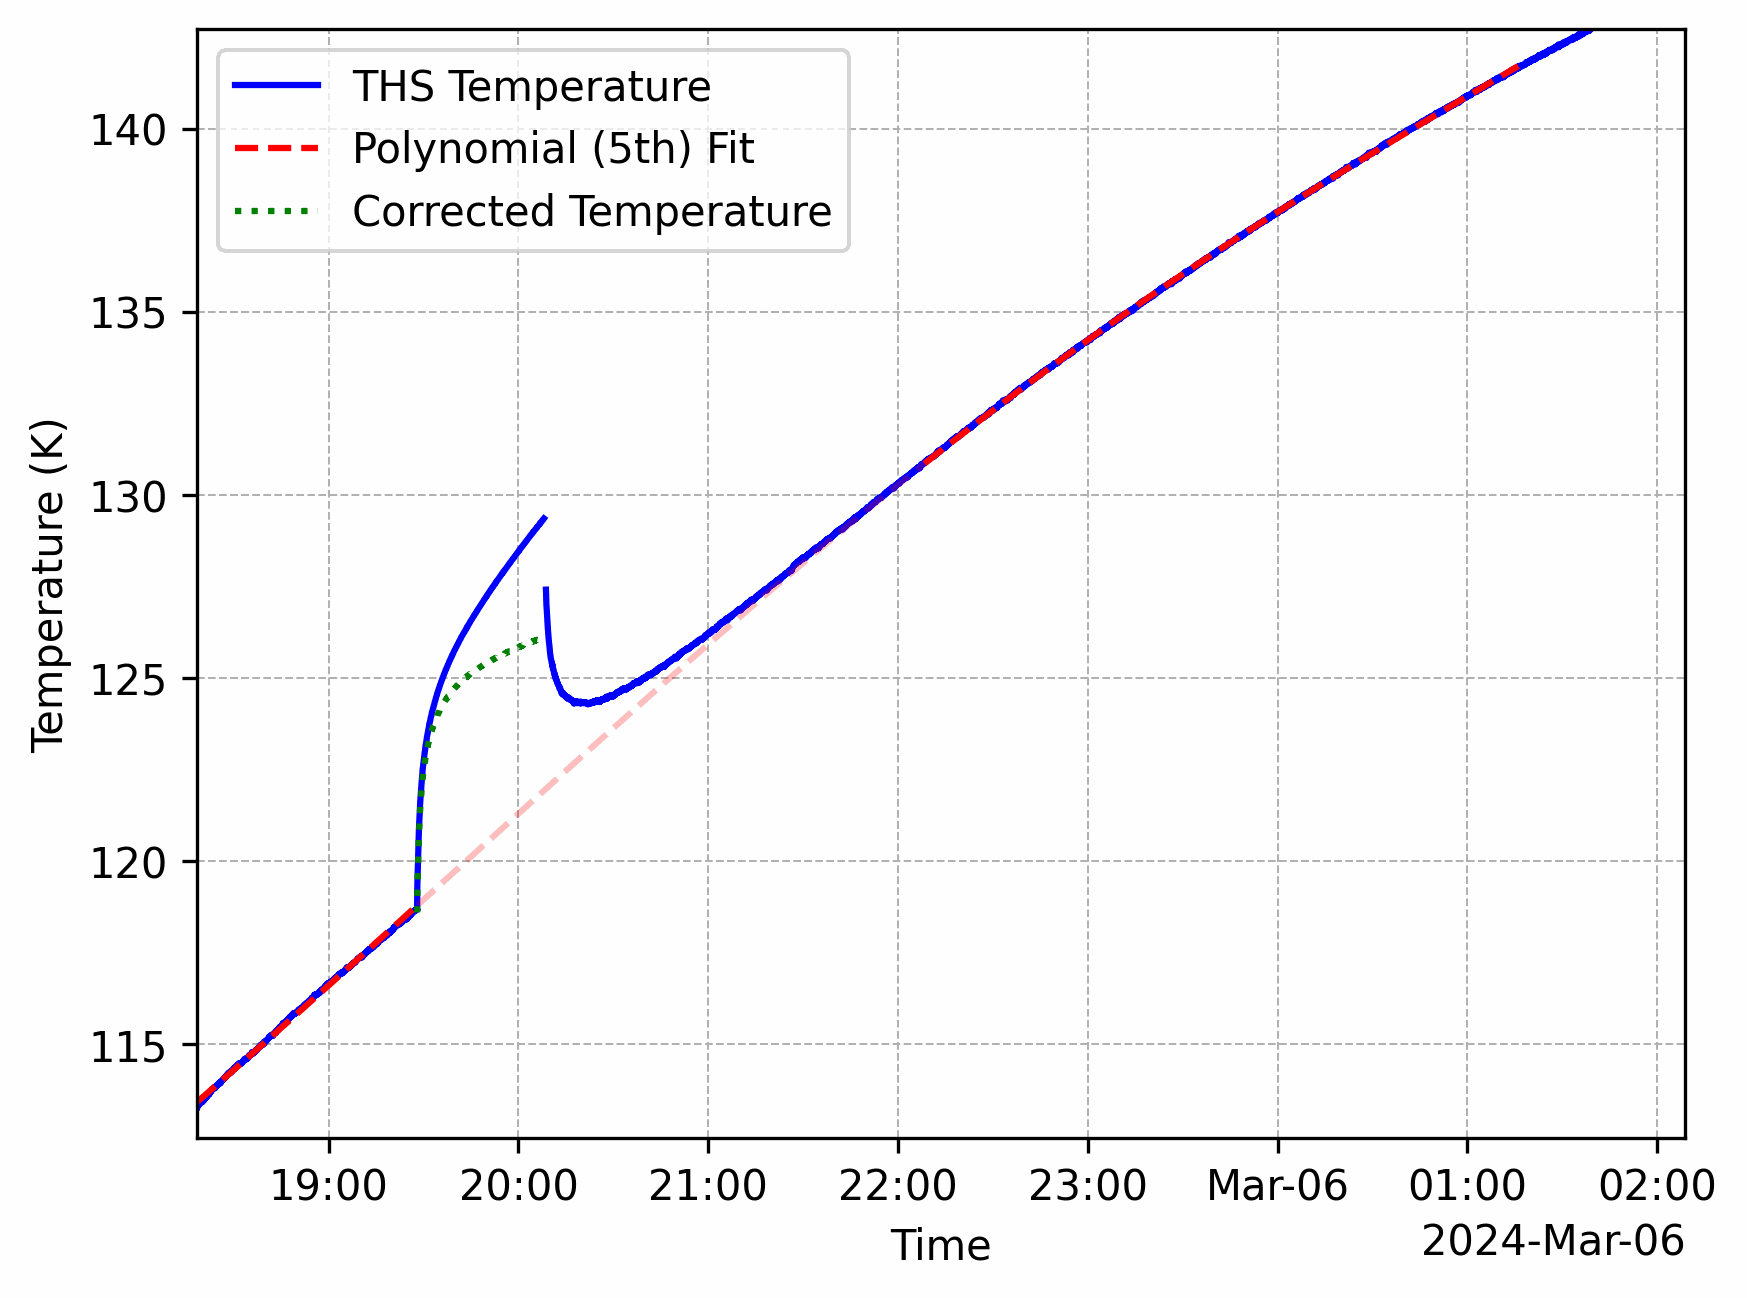 THS Temperature
Polynomial (5th) Fit
Corrected Temperature
140
135
130
125
120
115
Temperature (K)
19:00 20:00 21:00 22:00 23:00 Mar-06 01:00 02:00
Time
2024-Mar-06